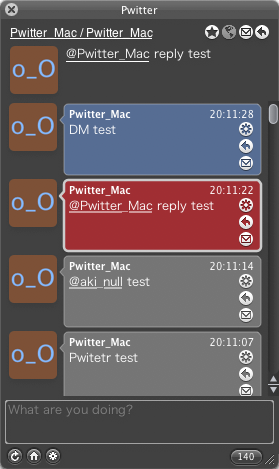 Pwitter
Pwitter_Mac / Pwitter_Mac
o_O
@Pwitter_Mac reply test
o_O
Pwitter_Mac 20:11:28
DM test
o_O
Pwitter_Mac 20:11:22
@Pwitter_Mac reply test
o_O
Pwitter_Mac 20:11:14
@aki_null test
o_O
Pwitter_Mac 20:11:07
Pwitetr test
What are you doing?
140